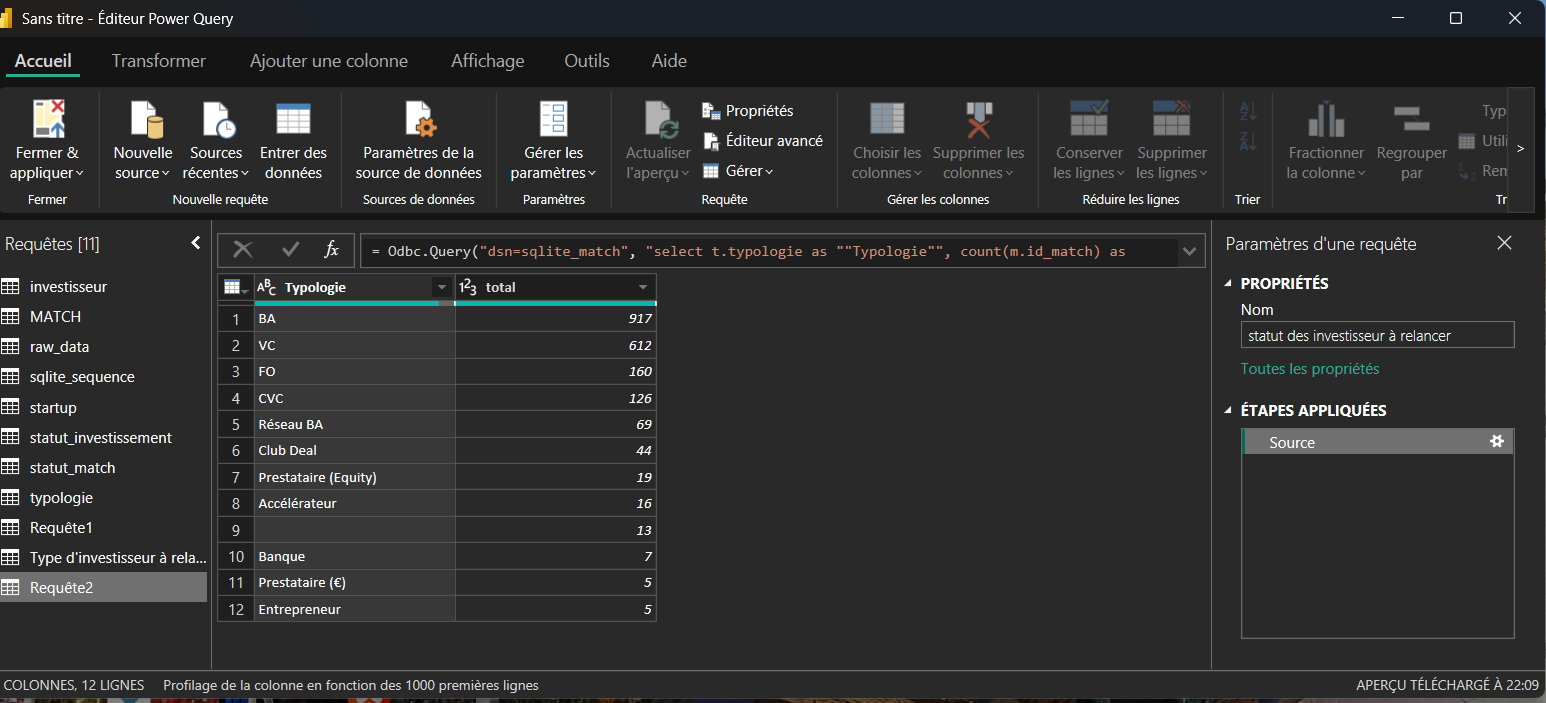 Sans titre - Éditeur Power Query
Accueil Transformer Ajouter une colonne Affichage Outils Aide
Fermer & appliquer
Fermer
Nouvelle source
Sources récentes
Entrer des données
Nouvelle requête
Paramètres de la source de données
Sources de données
Gérer les paramètres
Paramètres
Actualiser l'aperçu
Propriétés
Éditeur avancé
Gérer
Requête
Choisir les colonnes
Supprimer les colonnes
Gérer les colonnes
Conserver les lignes
Supprimer les lignes
Réduire les lignes
Trier
Fractionner la colonne
Regrouper par
Typ
Utili
Rem
Tr
Requêtes [11]
investisseur
MATCH
raw_data
sqlite_sequence
startup
statut_investissement
statut_match
typologie
Requête1
Type d'investisseur à rela...
Requête2
fx = Odbc.Query("dsn=sqlite_match", "select t.typologie as ""Typologie"", count(m.id_match) as
ABC Typologie 123 total
1 BA 917
2 VC 612
3 FO 160
4 CVC 126
5 Réseau BA 69
6 Club Deal 44
7 Prestataire (Equity) 19
8 Accélérateur 16
9 13
10 Banque 7
11 Prestataire (€) 5
12 Entrepreneur 5
Paramètres d'une requête
PROPRIÉTÉS
Nom
statut des investisseur à relancer
Toutes les propriétés
ÉTAPES APPLIQUÉES
Source
COLONNES, 12 LIGNES Profilage de la colonne en fonction des 1000 premières lignes
APERÇU TÉLÉCHARGÉ À 22:09